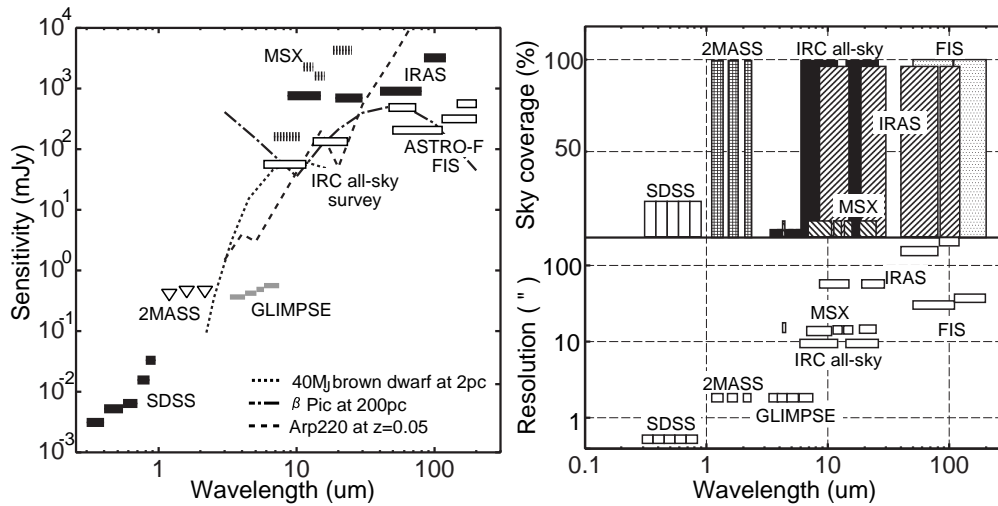 Sensitivity (mJy)
10^4
10^3
10^2
10^1
10^0
10^-1
10^-2
10^-3
MSX
IRAS
ASTRO-F
FIS
IRC all-sky
survey
2MASS
GLIMPSE
SDSS
40MJ brown dwarf at 2pc
β Pic at 200pc
Arp220 at z=0.05
1 10 100
Wavelength (um)
Sky coverage (%)
100
50
2MASS IRC all-sky FIS
IRAS
SDSS
MSX
Resolution ( " )
100
10
1
IRAS
MSX
FIS
IRC all-sky
2MASS
GLIMPSE
SDSS
0.1 1 10 100
Wavelength (um)